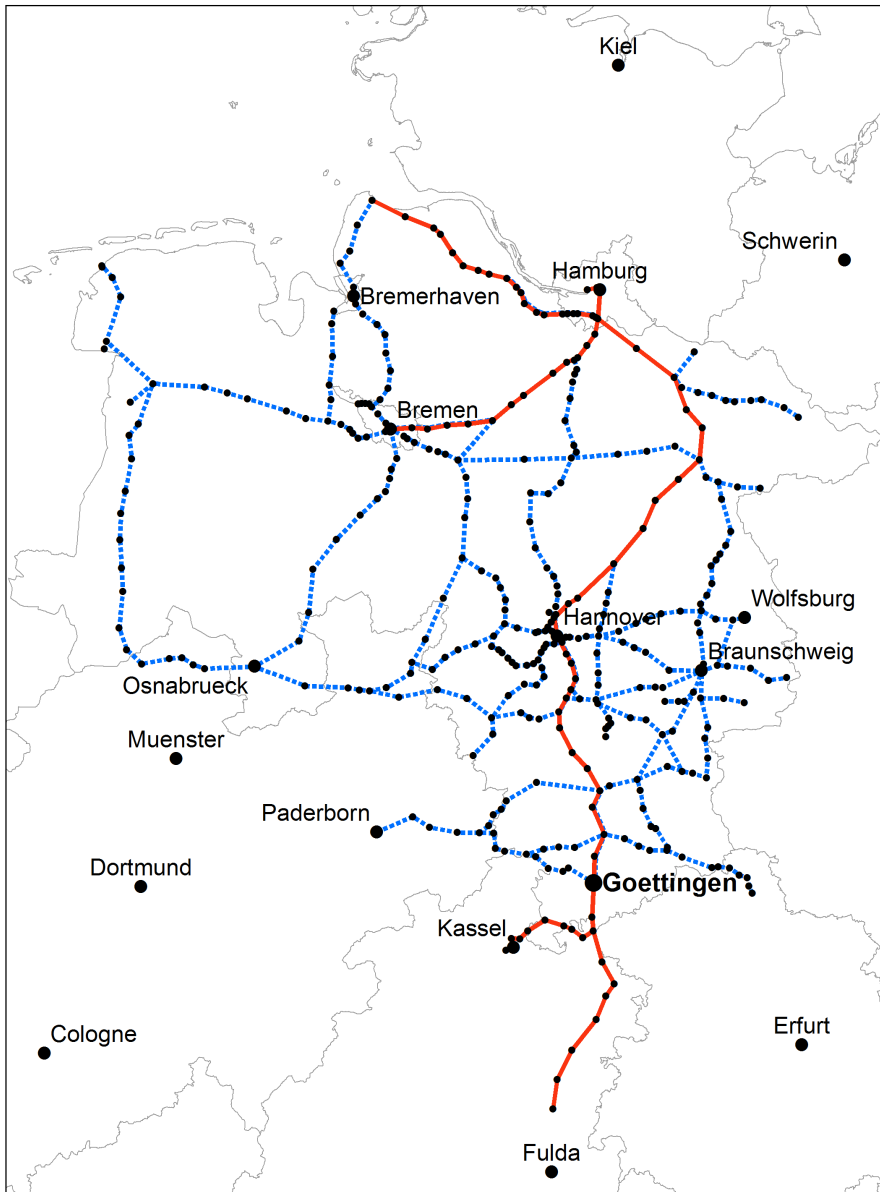 Kiel
Schwerin
Hamburg
Bremerhaven
Bremen
Wolfsburg
Hannover
Braunschweig
Osnabrueck
Muenster
Paderborn
Dortmund
Goettingen
Kassel
Cologne
Erfurt
Fulda